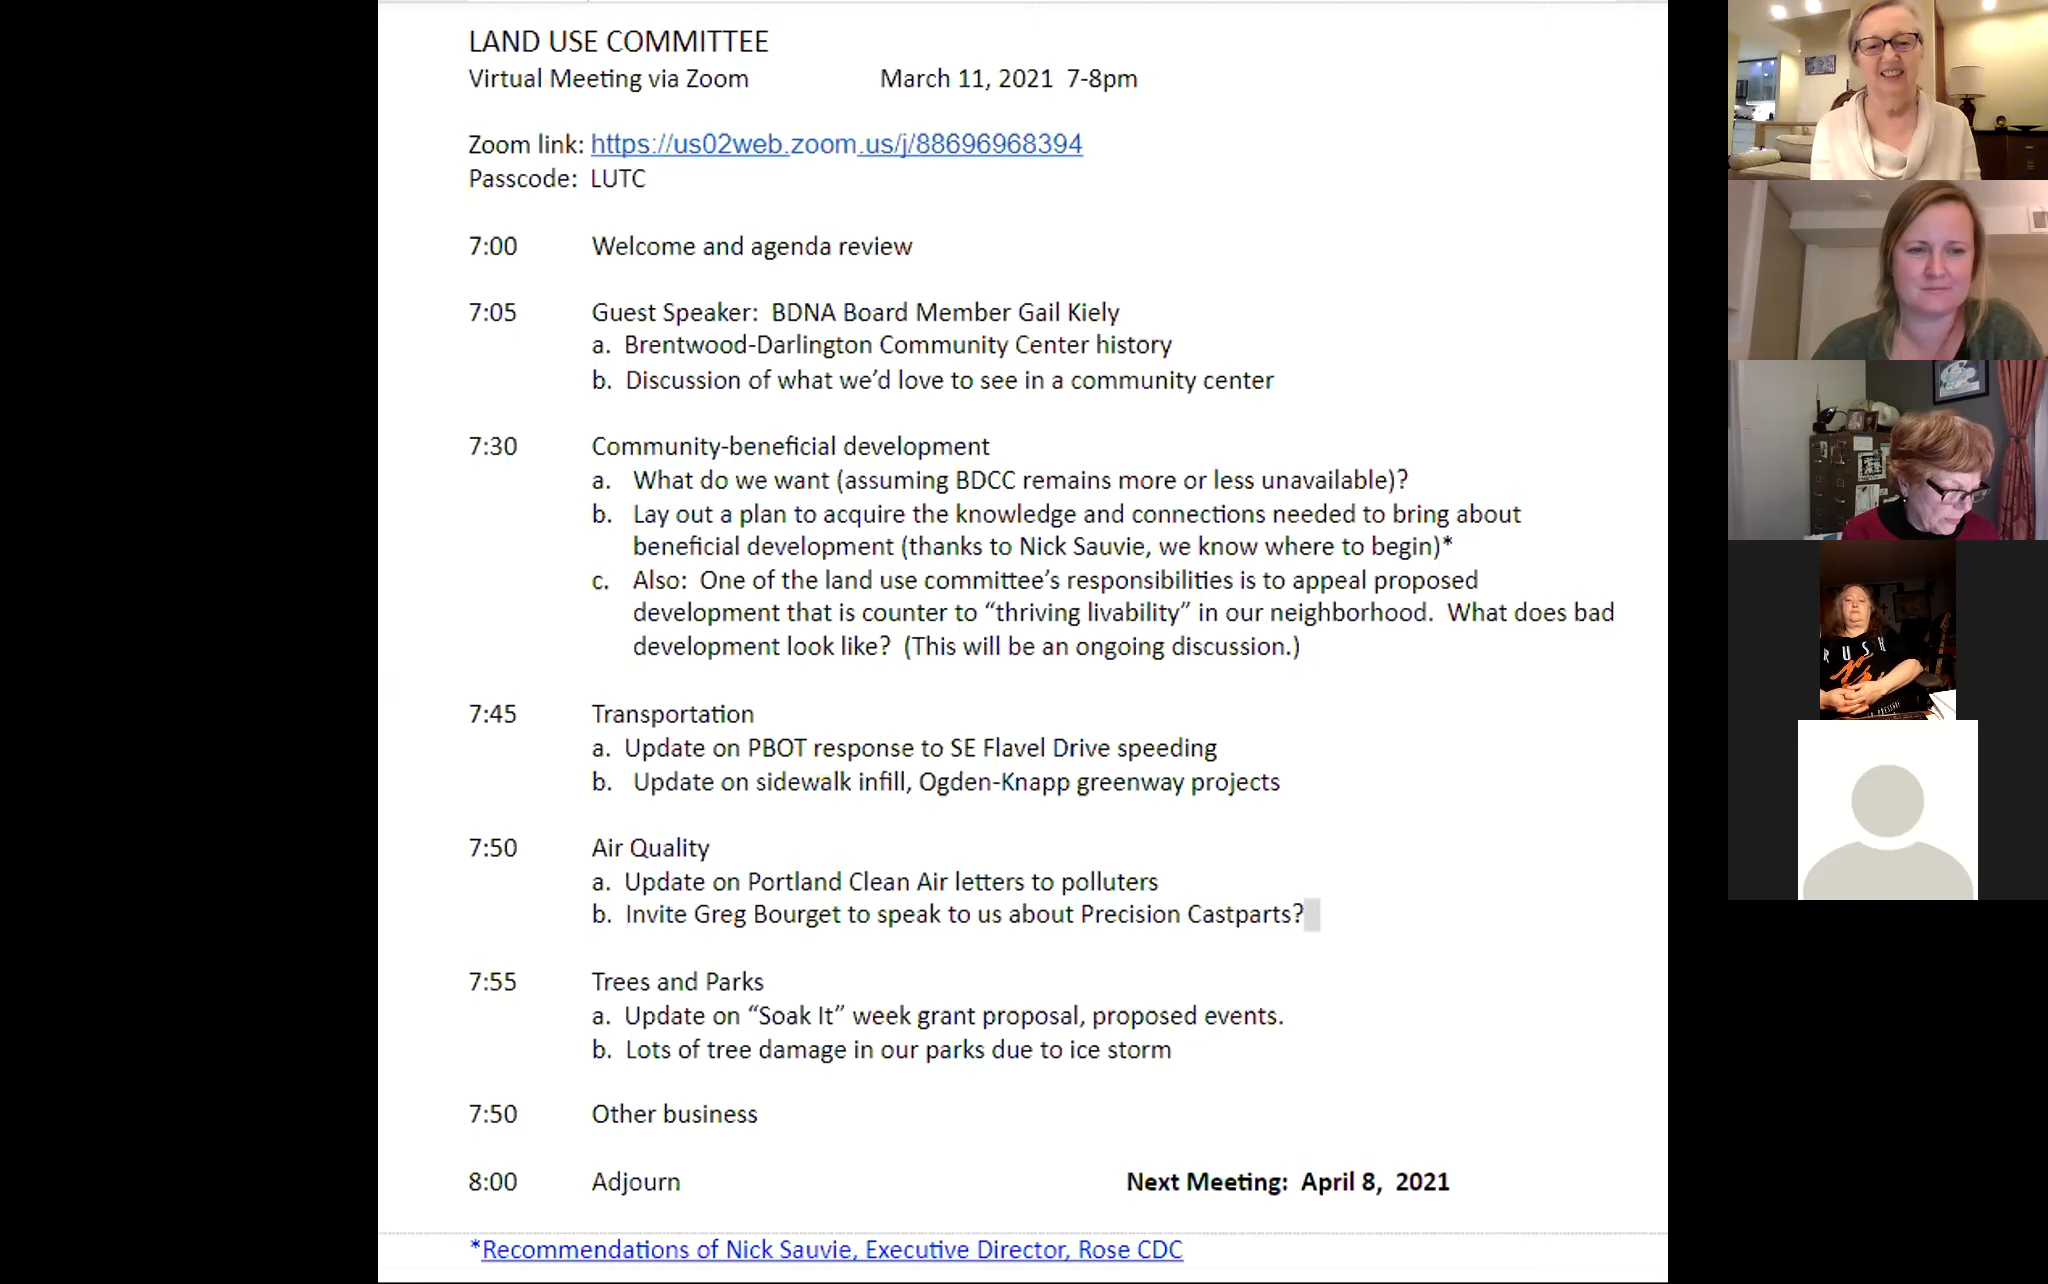 LAND USE COMMITTEE
Virtual Meeting via Zoom March 11, 2021 7-8pm
Zoom link: https://us02web.zoom.us/j/88696968394
Passcode: LUTC
7:00 Welcome and agenda review
7:05 Guest Speaker: BDNA Board Member Gail Kiely
a. Brentwood-Darlington Community Center history
b. Discussion of what we’d love to see in a community center
7:30 Community-beneficial development
a. What do we want (assuming BDCC remains more or less unavailable)?
b. Lay out a plan to acquire the knowledge and connections needed to bring about
beneficial development (thanks to Nick Sauvie, we know where to begin)*
c. Also: One of the land use committee’s responsibilities is to appeal proposed
development that is counter to “thriving livability” in our neighborhood. What does bad
development look like? (This will be an ongoing discussion.)
7:45 Transportation
a. Update on PBOT response to SE Flavel Drive speeding
b. Update on sidewalk infill, Ogden-Knapp greenway projects
7:50 Air Quality
a. Update on Portland Clean Air letters to polluters
b. Invite Greg Bourget to speak to us about Precision Castparts?
7:55 Trees and Parks
a. Update on “Soak It” week grant proposal, proposed events.
b. Lots of tree damage in our parks due to ice storm
7:50 Other business
8:00 Adjourn Next Meeting: April 8, 2021
*Recommendations of Nick Sauvie, Executive Director, Rose CDC
RUSH